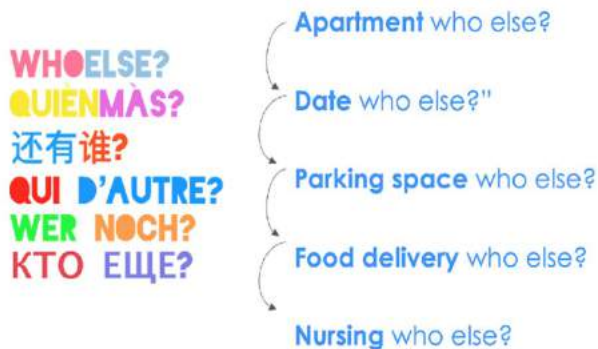 WHOELSE?
QUIÈNMÀS?
还有谁?
QUI D'AUTRE?
WER NOCH?
КТО ЕЩЕ?
Apartment who else?
Date who else?"
Parking space who else?
Food delivery who else?
Nursing who else?